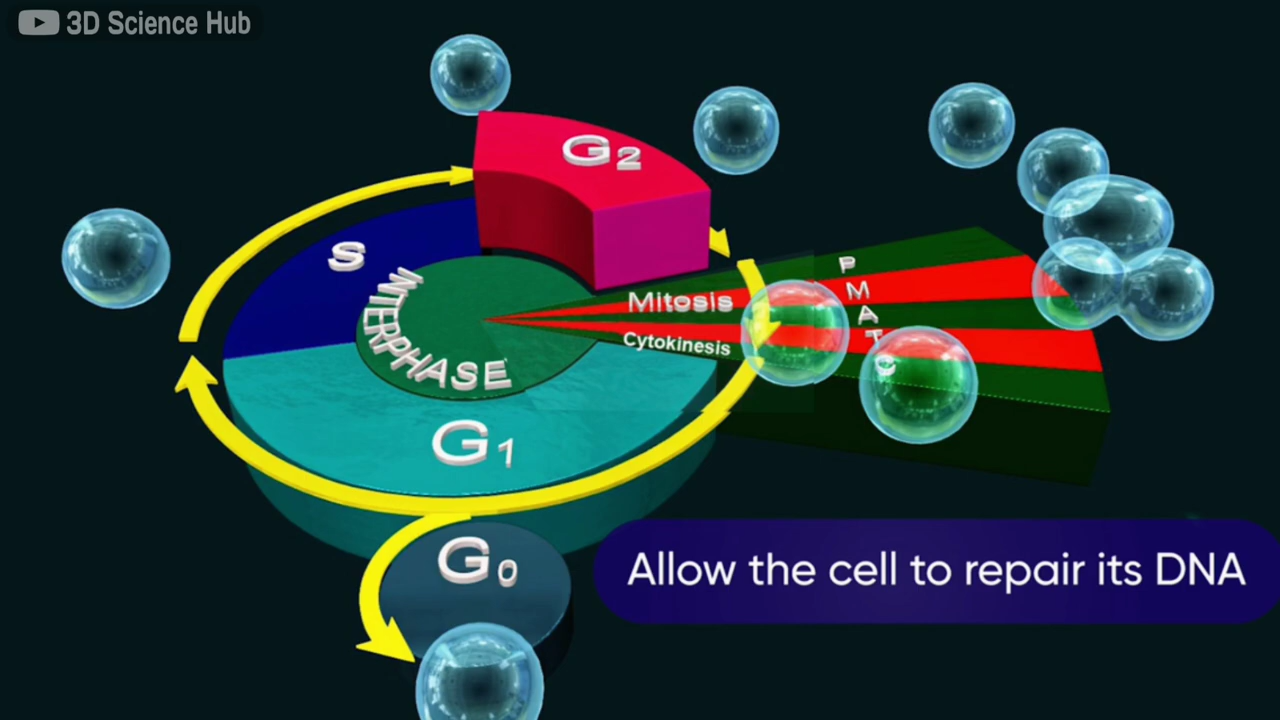 3D Science Hub
G2
S
INTERPHASE
Mitosis
Cytokinesis
P
M
A
T
C
G1
G0
Allow the cell to repair its DNA